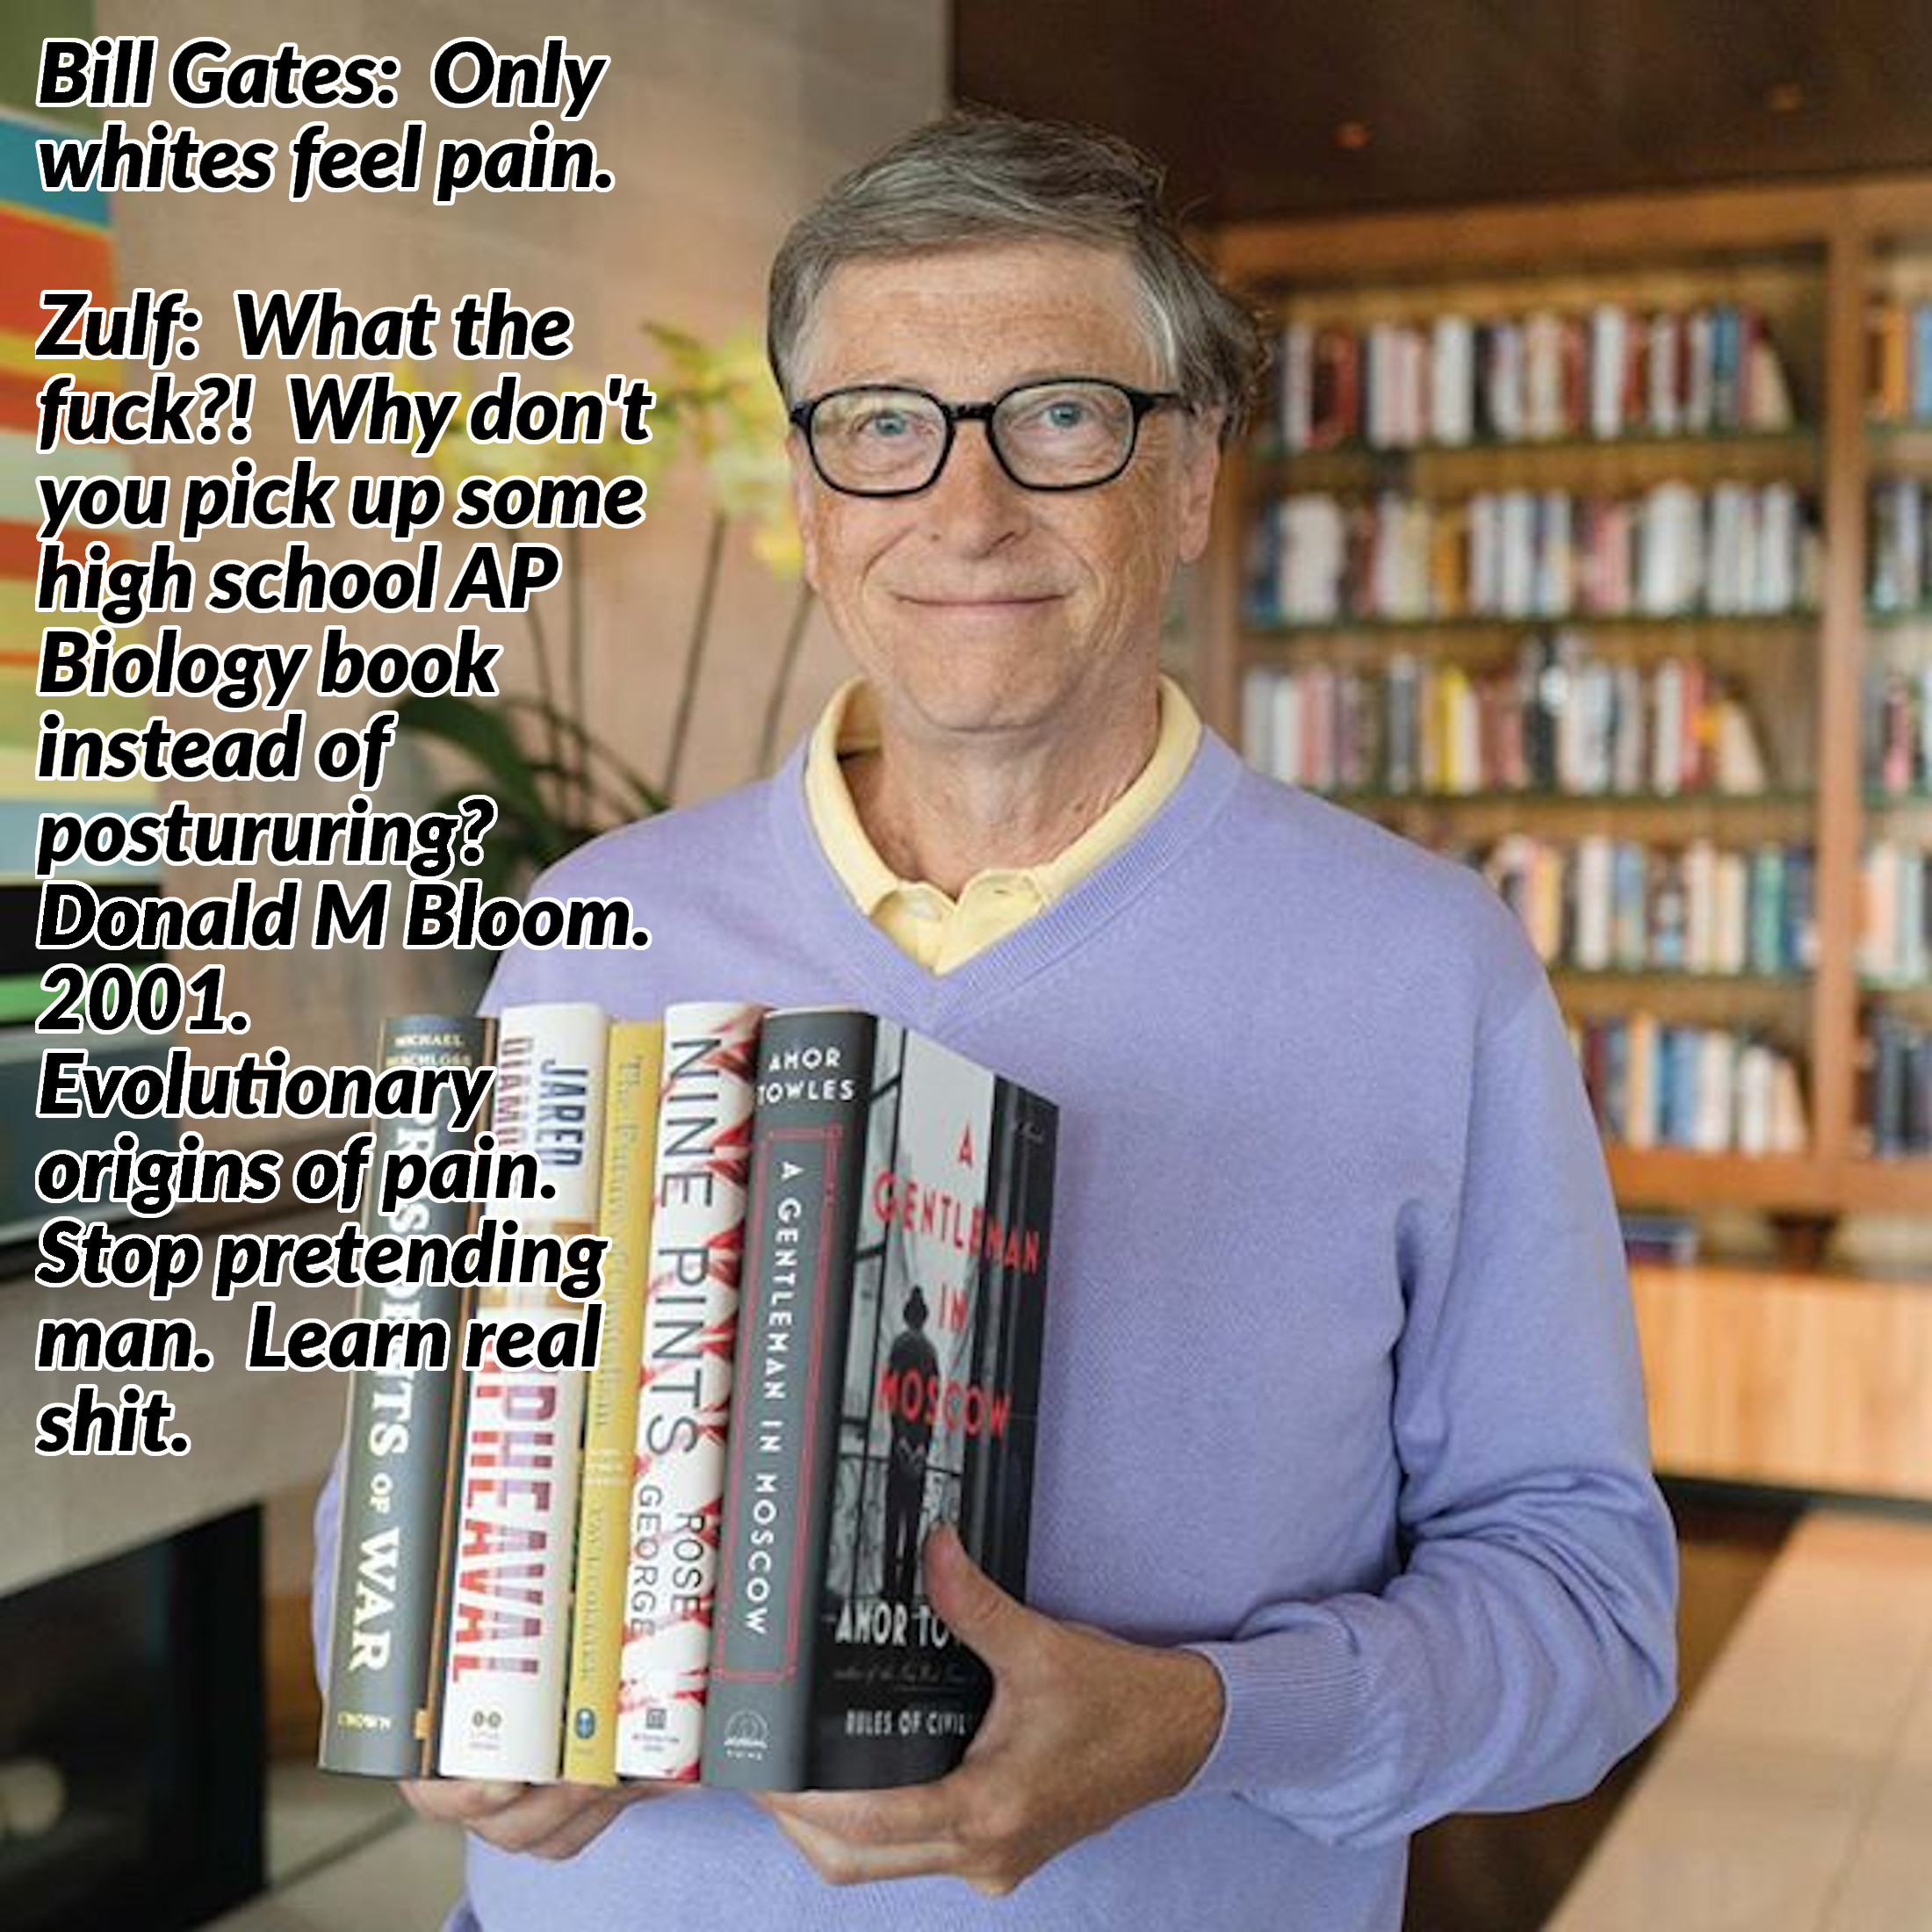 Bill Gates:  Only
whites feel pain.
Zulf:  What the
fuck?!  Why don't
you pick up some
high school AP
Biology book
instead of
postururing?
Donald M Bloom.
2001.
Evolutionary
origins of pain.
Stop pretending
man.  Learn real
shit.
MICHAEL
PRESIDENTS OF WAR
JARED
UPHEAVAL
NINE PINTS
ROSE
GEORGE
AMOR
TOWLES
A GENTLEMAN IN MOSCOW
A
GENTLEMAN
IN
MOSCOW
AMOR TO
RULES OF CIVIL